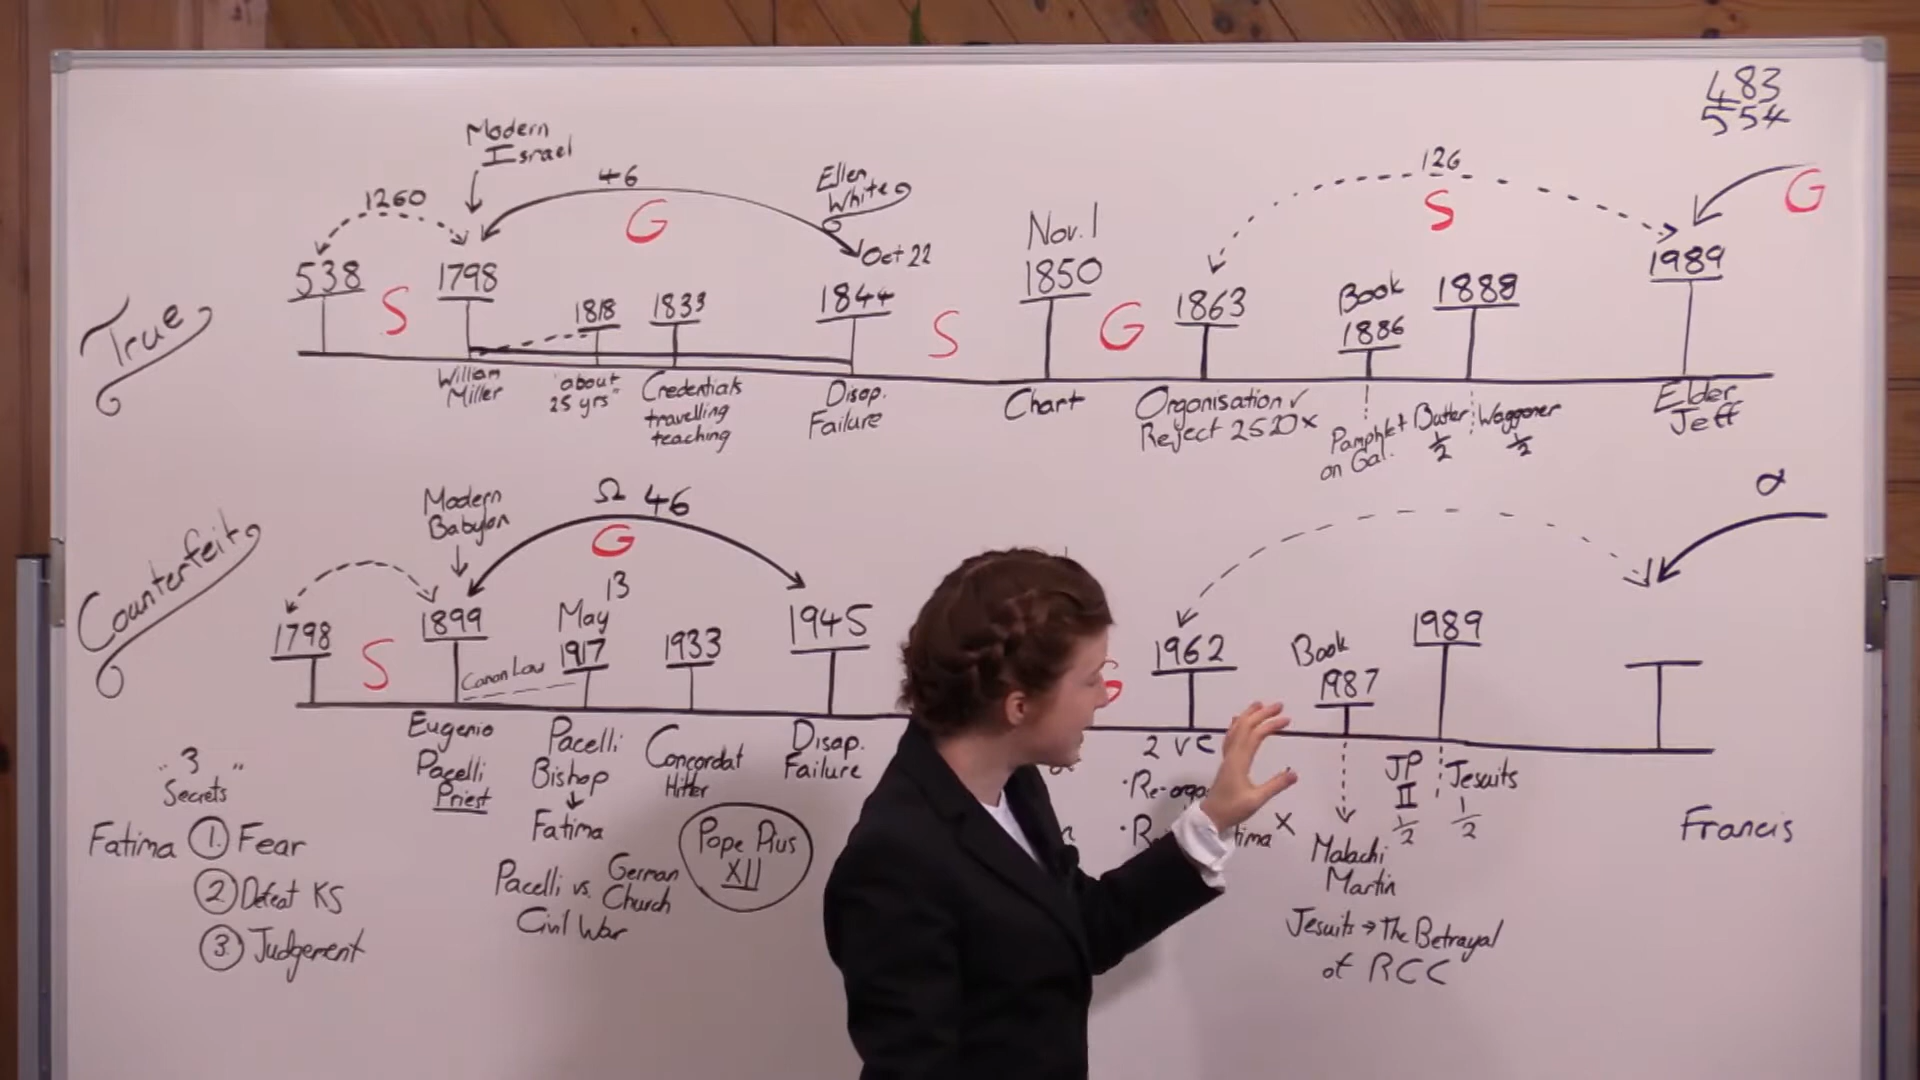 483
554
True
Modern
Israel
1260
46
G
Ellen
White
Oct 22
Nov. 1
126
S
G
538
S
1798
1818
1833
1844
S
1850
G
1863
Book
1886
1888
1989
William
Miller
"about
25 yrs"
Credentials
travelling
teaching
Disap.
Failure
Chart
Organisation ✓
Reject 2520 x
Pamphlet
on Gal.
Butler
1/2
Waggoner
1/2
Elder
Jeff
Counterfeit
Modern
Babylon
Ω 46
G
α
1798
S
1899
Canon Law
May 13
1917
1933
1945
G
1962
Book
1987
1989
Eugenio
Pacelli
Priest
Pacelli
Bishop
Fatima
Concordat
Hitler
Disap.
Failure
2 VC
JP
II
1/2
Jesuits
1/2
Francis
"3
Secrets"
Fatima 1. Fear
2 Defeat KS
3. Judgement
Pacelli vs. German
Church
Civil War
Pope Pius
XII
x
Malachi
Martin
Jesuits → The Betrayal
of RCC